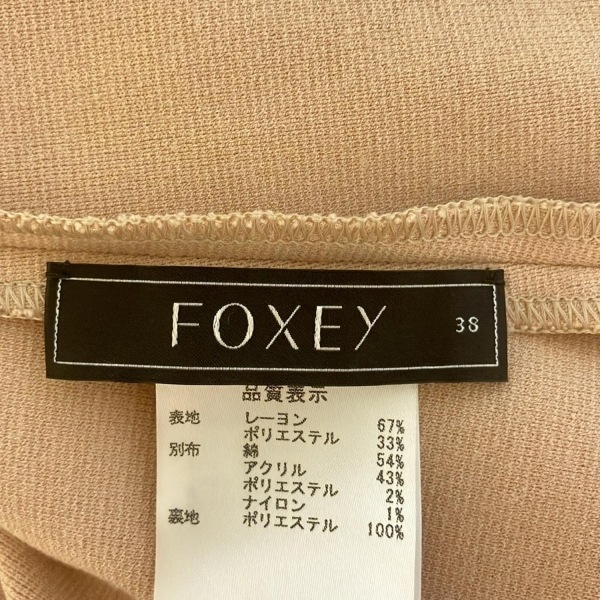 FOXEY 38
品質表示
表地 レーヨン 67%
ポリエステル 33%
別布 綿 54%
アクリル 43%
ポリエステル 2%
ナイロン 1%
裏地 ポリエステル 100%